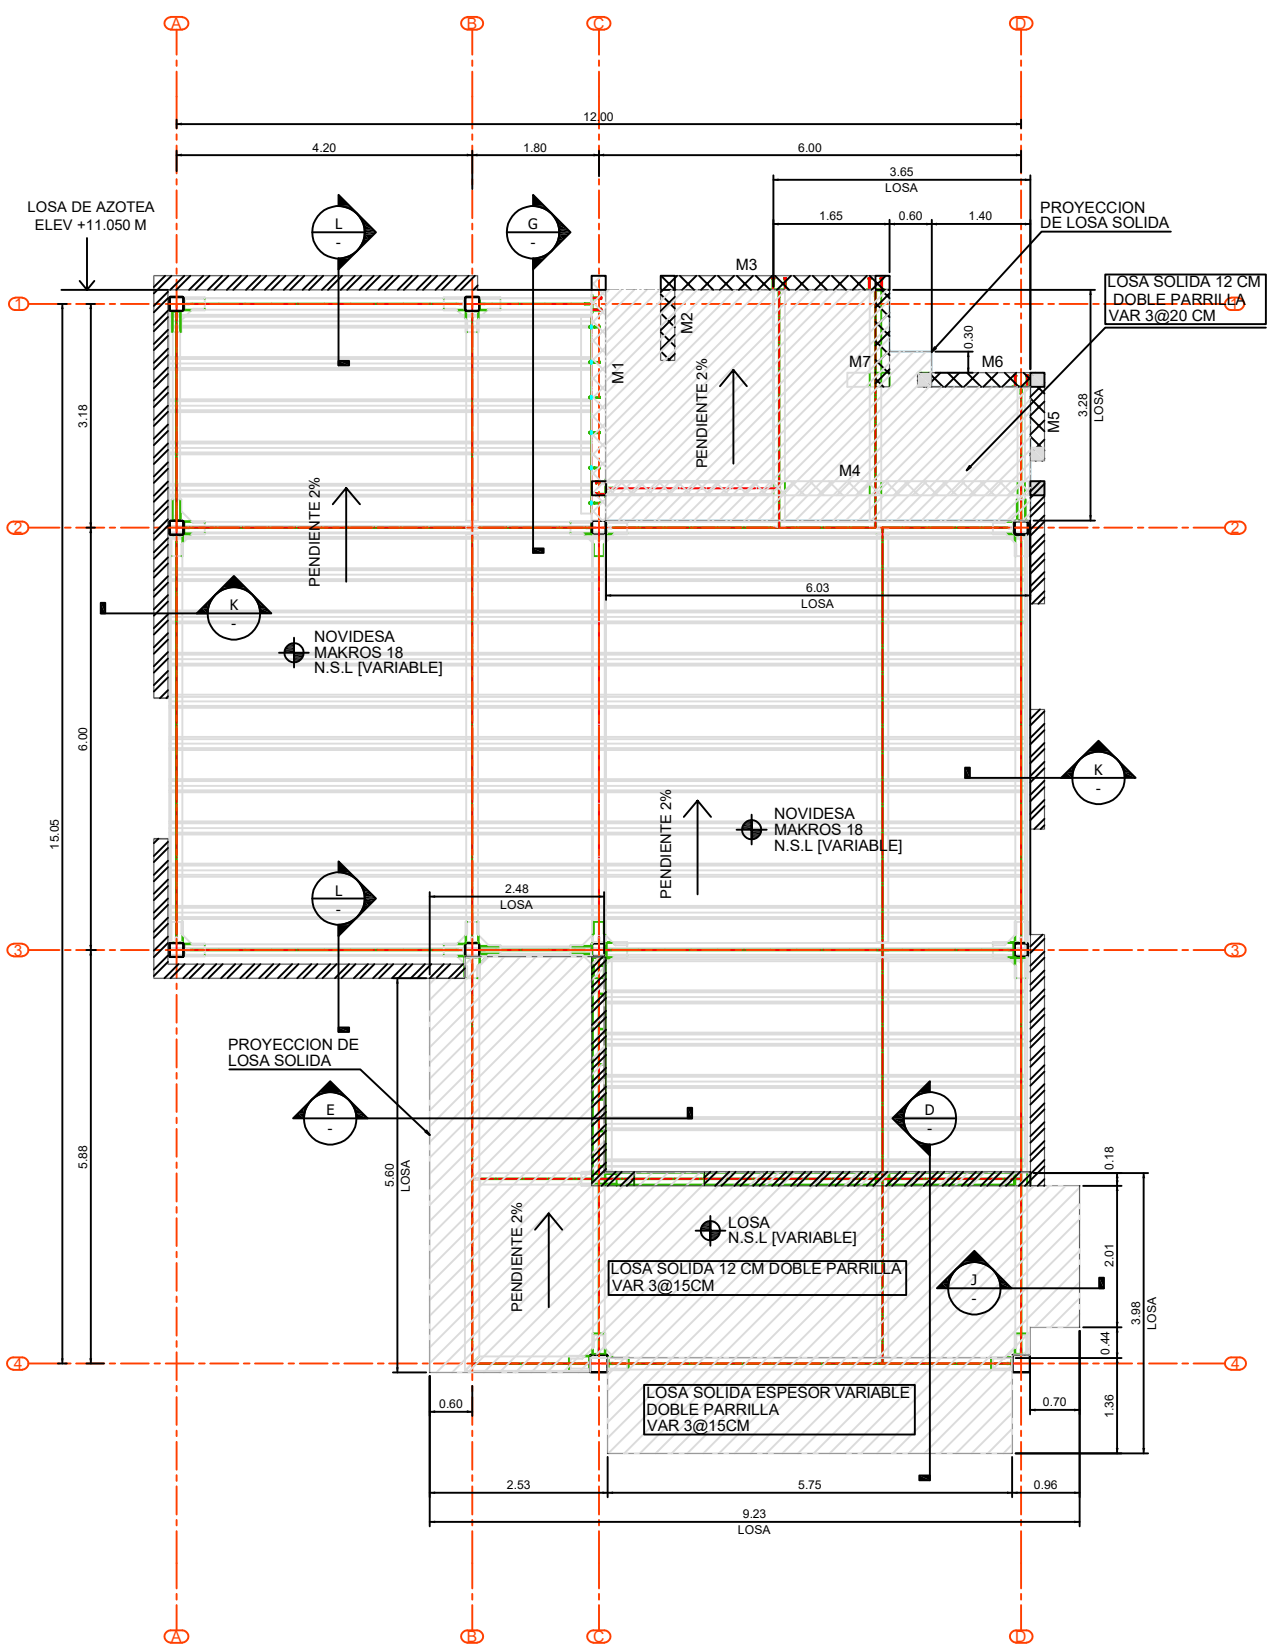 A
B
C
D
12.00
4.20
1.80
6.00
3.65
LOSA
1.65
0.60
1.40
LOSA DE AZOTEA
ELEV +11.050 M
L
-
G
-
PROYECCION
DE LOSA SOLIDA
M3
LOSA SOLIDA 12 CM
DOBLE PARRILLA
VAR 3@20 CM
1
1
M2
M1
M7
M6
0.30
M5
M4
3.18
3.28
LOSA
PENDIENTE 2%
PENDIENTE 2%
2
2
6.03
LOSA
K
-
NOVIDESA
MAKROS 18
N.S.L [VARIABLE]
6.00
15.05
K
-
NOVIDESA
MAKROS 18
N.S.L [VARIABLE]
PENDIENTE 2%
L
-
2.48
LOSA
3
3
PROYECCION DE
LOSA SOLIDA
E
-
D
-
5.88
5.60
LOSA
0.18
PENDIENTE 2%
LOSA
N.S.L [VARIABLE]
LOSA SOLIDA 12 CM DOBLE PARRILLA
VAR 3@15CM
J
-
2.01
3.98
LOSA
0.44
4
4
LOSA SOLIDA ESPESOR VARIABLE
DOBLE PARRILLA
VAR 3@15CM
0.60
0.70
1.36
2.53
5.75
0.96
9.23
LOSA
A
B
C
D